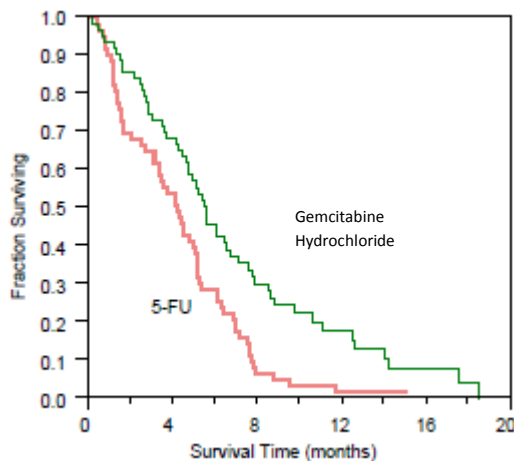 1.0
0.9
0.8
0.7
0.6
0.5
0.4
0.3
0.2
0.1
0.0
Fraction Surviving
Gemcitabine
Hydrochloride
5-FU
0 4 8 12 16 20
Survival Time (months)